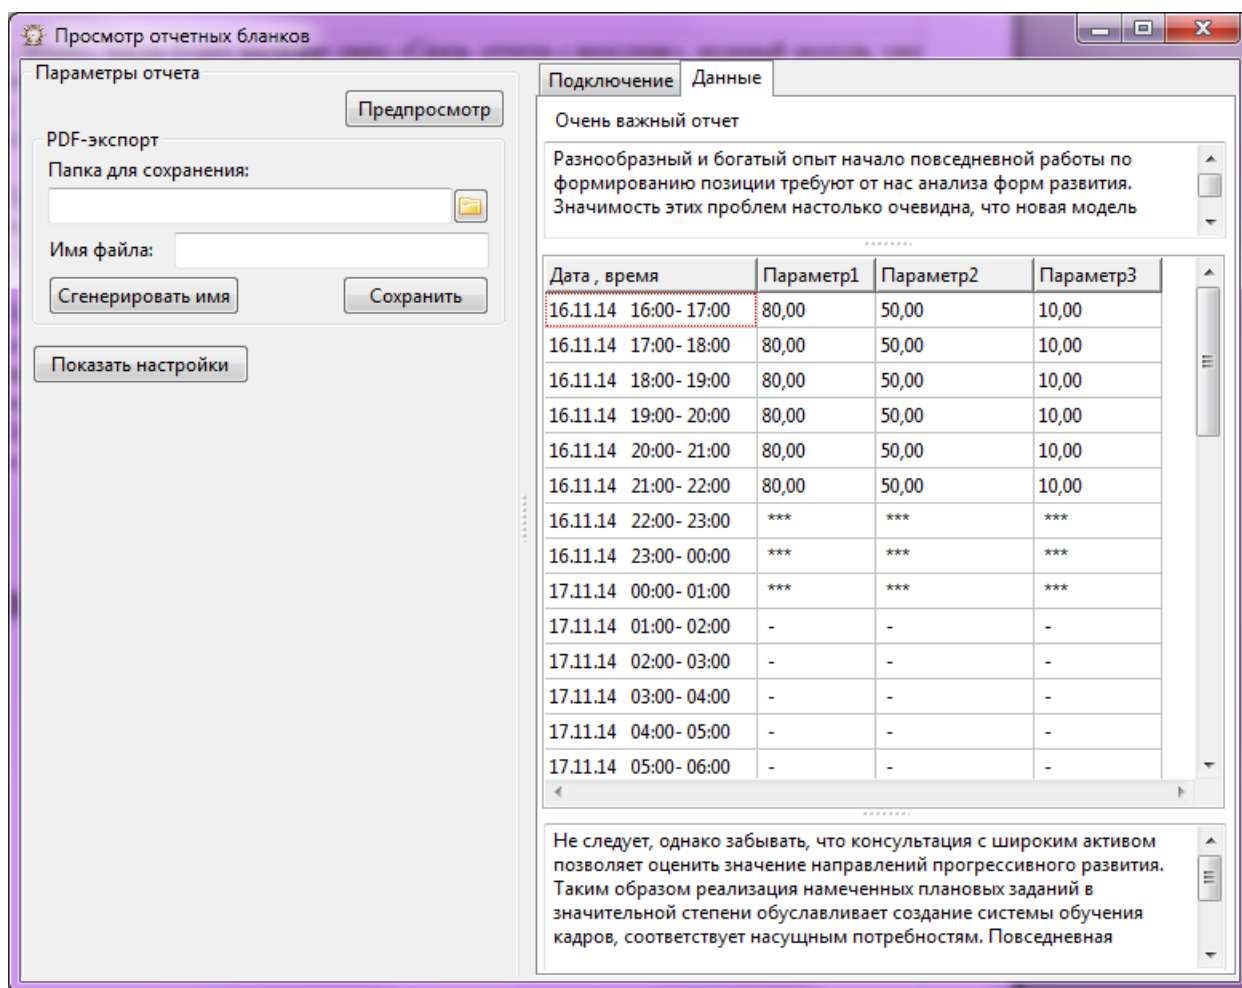 Просмотр отчетных бланков
Параметры отчета
Предпросмотр
PDF-экспорт
Папка для сохранения:
Имя файла:
Сгенерировать имя
Сохранить
Показать настройки
Подключение
Данные
Очень важный отчет
Разнообразный и богатый опыт начало повседневной работы по
формированию позиции требуют от нас анализа форм развития.
Значимость этих проблем настолько очевидна, что новая модель
Дата , время Параметр1 Параметр2 Параметр3
16.11.14 16:00- 17:00 80,00 50,00 10,00
16.11.14 17:00- 18:00 80,00 50,00 10,00
16.11.14 18:00- 19:00 80,00 50,00 10,00
16.11.14 19:00- 20:00 80,00 50,00 10,00
16.11.14 20:00- 21:00 80,00 50,00 10,00
16.11.14 21:00- 22:00 80,00 50,00 10,00
16.11.14 22:00- 23:00 *** *** ***
16.11.14 23:00- 00:00 *** *** ***
17.11.14 00:00- 01:00 *** *** ***
17.11.14 01:00- 02:00 - - -
17.11.14 02:00- 03:00 - - -
17.11.14 03:00- 04:00 - - -
17.11.14 04:00- 05:00 - - -
17.11.14 05:00- 06:00 - - -
Не следует, однако забывать, что консультация с широким активом
позволяет оценить значение направлений прогрессивного развития.
Таким образом реализация намеченных плановых заданий в
значительной степени обуславливает создание системы обучения
кадров, соответствует насущным потребностям. Повседневная